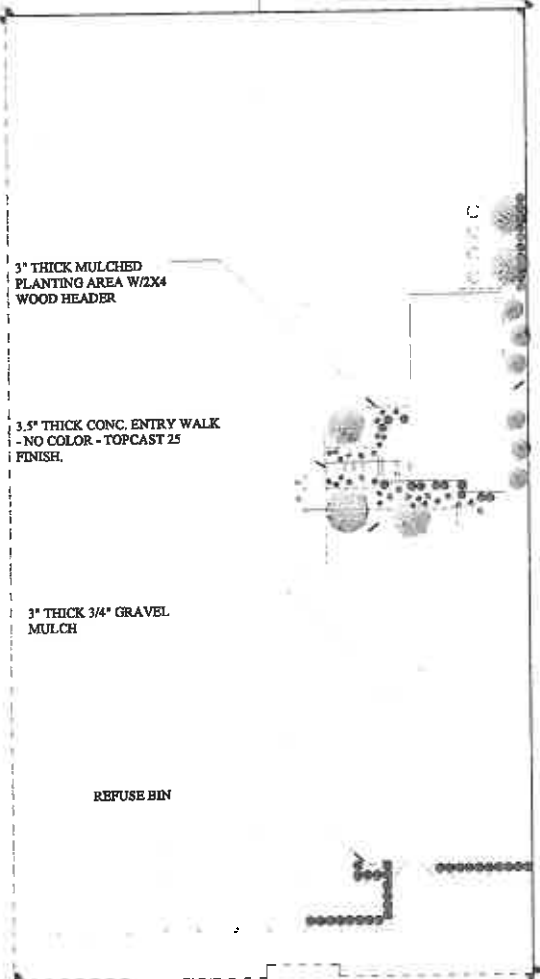 3" THICK MULCHED
PLANTING AREA W/2X4
WOOD HEADER
3.5" THICK CONC. ENTRY WALK
- NO COLOR - TOPCAST 25
FINISH.
3" THICK 3/4" GRAVEL
MULCH
REFUSE BIN